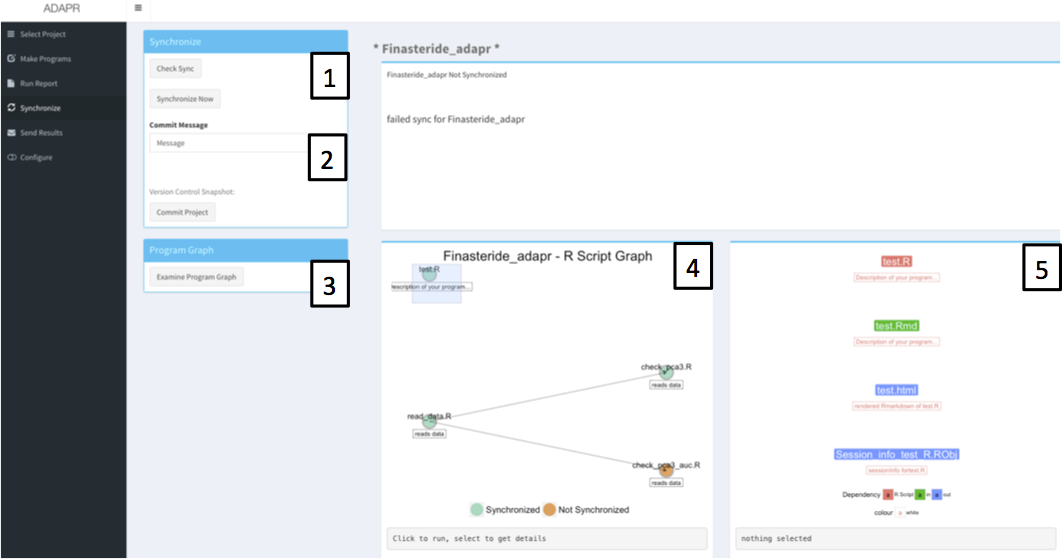 ADAPR
Select Project
Make Programs
Run Report
Synchronize
Send Results
Configure
Synchronize
Check Sync
1
Synchronize Now
Commit Message
Message
2
Version Control Snapshot:
Commit Project
Program Graph
Examine Program Graph
3
* Finasteride_adapr *
Finasteride_adapr Not Synchronized
failed sync for Finasteride_adapr
Finasteride_adapr - R Script Graph
4
test.R
escription of your program...
check_pca3.R
reads data
read_data.R
reads data
check_pca3_auc.R
reads data
Synchronized Not Synchronized
Click to run, select to get details
5
test.R
Description of your program...
test.Rmd
Description of your program...
test.html
rendered Rmarkdown of test.R
Session_info_test_R.RObj
sessionInfo fortest.R
Dependency a R Script a in a out
colour a white
nothing selected